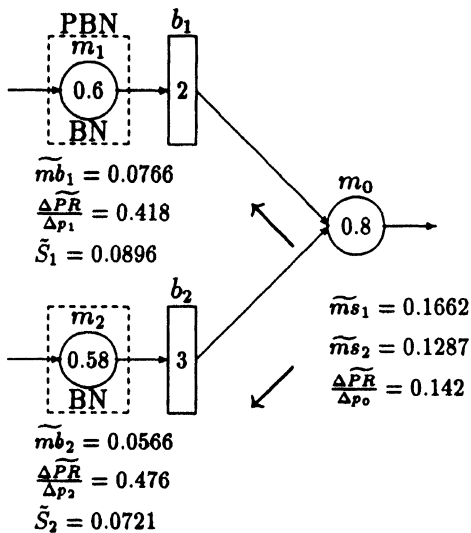 PBN
m₁
b₁
0.6
2
BN
m̃b₁ = 0.0766
ΔP̃R/Δp₁ = 0.418
S̃₁ = 0.0896
m₀
0.8
b₂
m₂
0.58
3
BN
m̃s₁ = 0.1662
m̃s₂ = 0.1287
ΔP̃R/Δp₀ = 0.142
m̃b₂ = 0.0566
ΔP̃R/Δp₂ = 0.476
S̃₂ = 0.0721